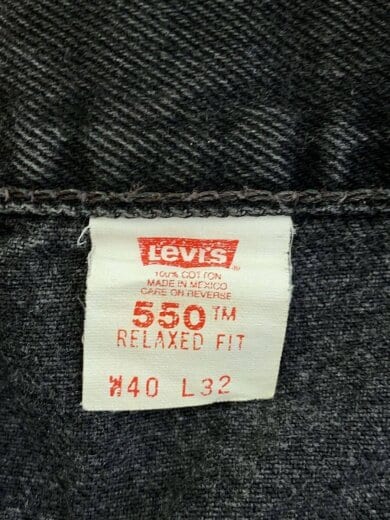 Levi's®
100% COTTON
MADE IN MEXICO
CARE ON REVERSE
550™
RELAXED FIT
W40 L32